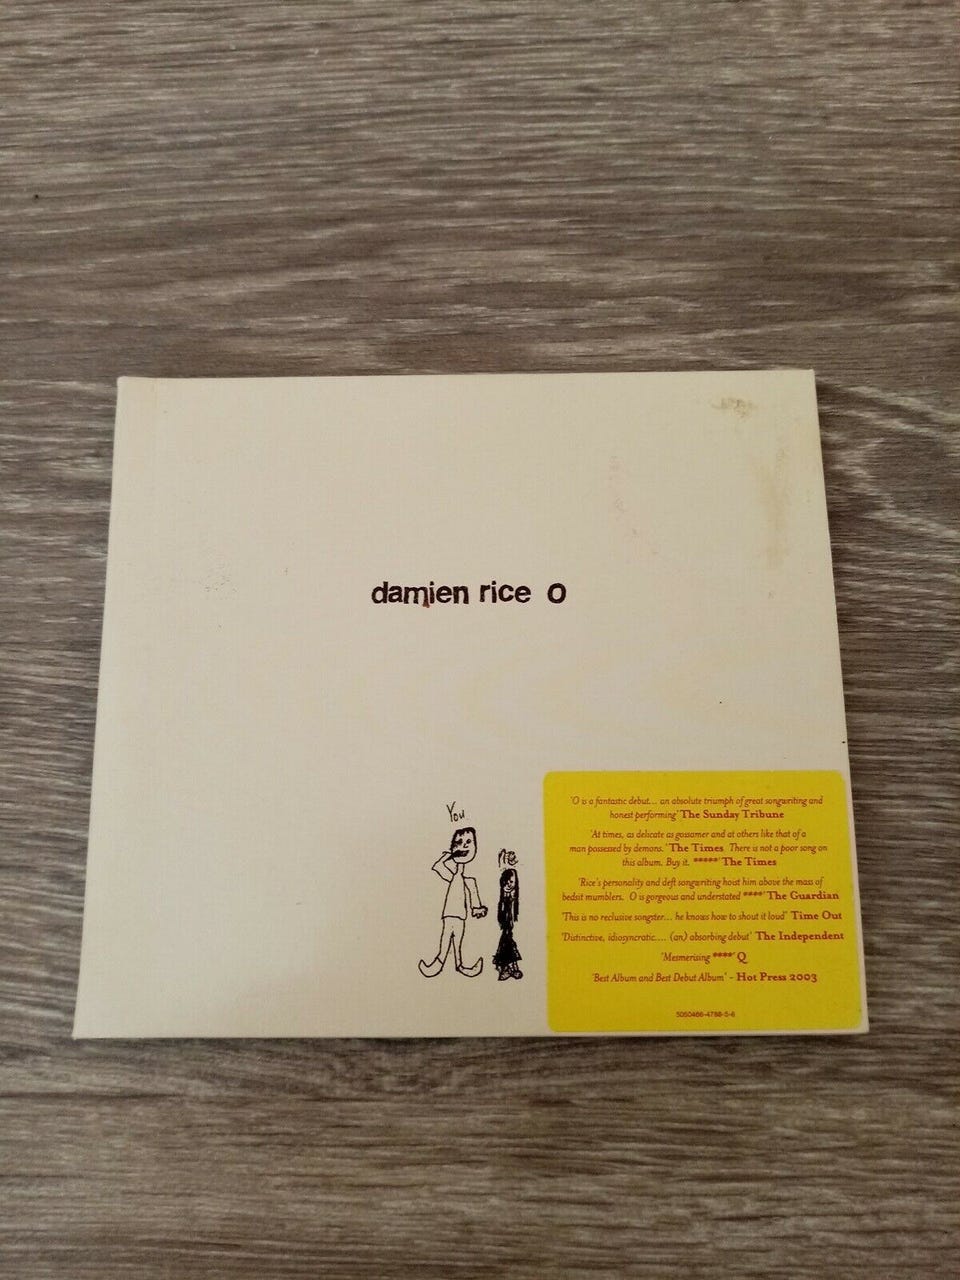 damien rice O
You
me
'O is a fantastic debut... an absolute triumph of great songwriting and
honest performing' The Sunday Tribune
'At times, as delicate as gossamer and at others like that of a
man possessed by demons.' The Times There is not a poor song on
this album. Buy it. *****' The Times
'Rice's personality and deft songwriting hoist him above the mass of
bedsit mumblers. O is gorgeous and understated ****' The Guardian
'This is no reclusive songster... he knows how to shout it loud' Time Out
'Distinctive, idiosyncratic.... (an) absorbing debut' The Independent
'Mesmerising ****' Q
'Best Album and Best Debut Album' - Hot Press 2003
5050466-4788-5-6